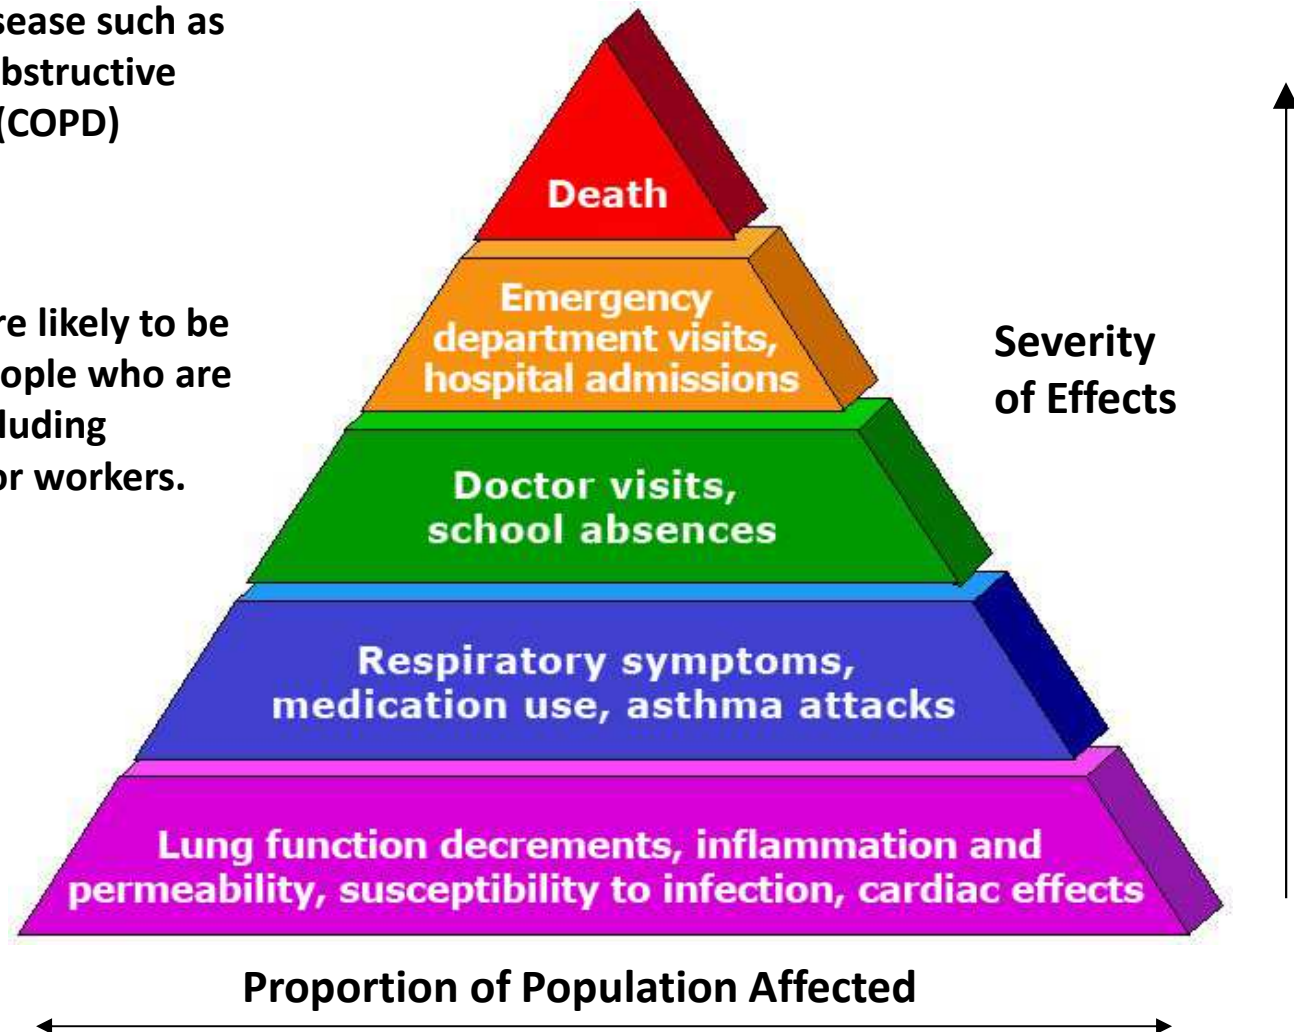 sease such as
bstructive
(COPD)
re likely to be
ople who are
luding
or workers.
Death
Emergency
department visits,
hospital admissions
Severity
of Effects
Doctor visits,
school absences
Respiratory symptoms,
medication use, asthma attacks
Lung function decrements, inflammation and
permeability, susceptibility to infection, cardiac effects
Proportion of Population Affected